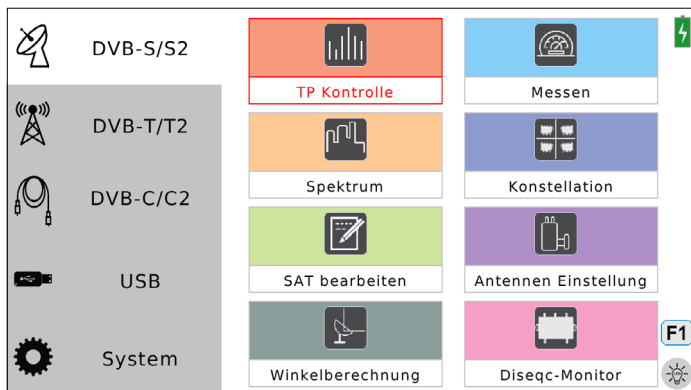 DVB-S/S2
DVB-T/T2
DVB-C/C2
USB
System
TP Kontrolle
Messen
Spektrum
Konstellation
SAT bearbeiten
Antennen Einstellung
Winkelberechnung
Diseqc-Monitor
F1